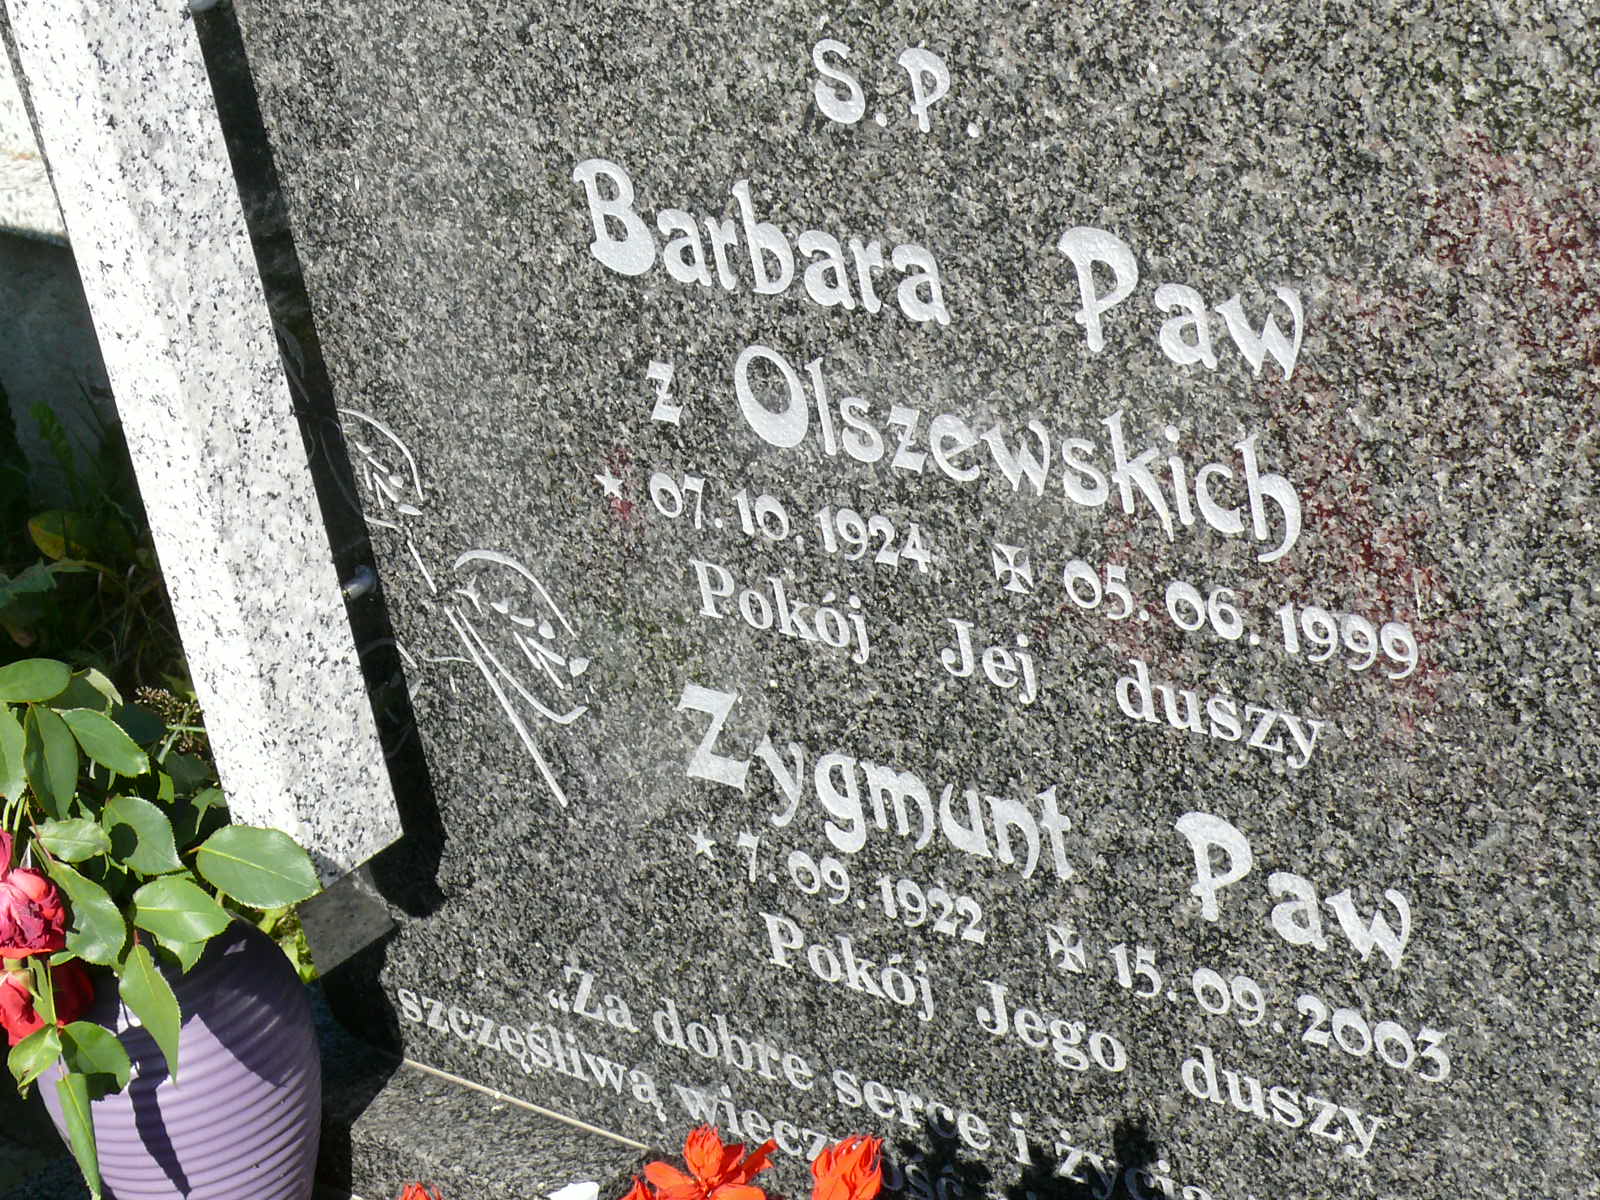 Ś.P.
Barbara Paw
z Olszewskich
07.10.1924 05.06.1999
Pokój Jej duszy
Zygmunt Paw
7.09.1922 15.09.2003
Pokój Jego duszy
„Za dobre serce i
szczęśliwą